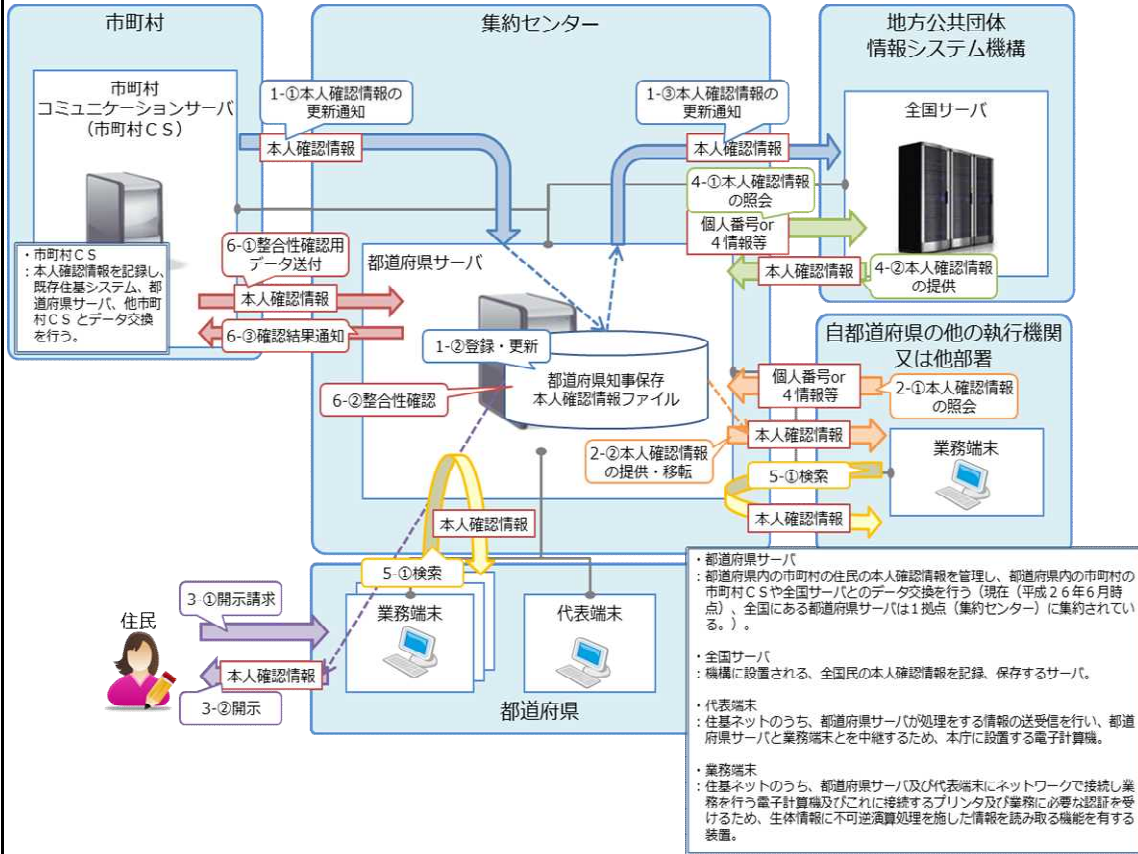 市町村
集約センター
地方公共団体
情報システム機構
市町村
コミュニケーションサーバ
（市町村ＣＳ）
1-①本人確認情報の
更新通知
本人確認情報
1-③本人確認情報の
更新通知
本人確認情報
全国サーバ
4-①本人確認情報
の照会
個人番号or
４情報等
本人確認情報
4-②本人確認情報
の提供
・市町村ＣＳ
：本人確認情報を記録し、
既存住基システム、都
道府県サーバ、他市町
村ＣＳ とデータ交換
を行う。
6-①整合性確認用
データ送付
本人確認情報
6-③確認結果通知
都道府県サーバ
1-②登録・更新
都道府県知事保存
本人確認情報ファイル
6-②整合性確認
自都道府県の他の執行機関
又は他部署
個人番号or
４情報等
2-①本人確認情報
の照会
本人確認情報
2-②本人確認情報
の提供・移転
業務端末
5-①検索
本人確認情報
本人確認情報
5-①検索
住民
3-①開示請求
本人確認情報
3-②開示
業務端末
代表端末
都道府県
・都道府県サーバ
：都道府県内の市町村の住民の本人確認情報を管理し、都道府県内の市町村の
市町村ＣＳや全国サーバとのデータ交換を行う（現在（平成２６年６月時
点）、全国にある都道府県サーバは１拠点（集約センター）に集約されてい
る。）。
・全国サーバ
：機構に設置される、全国民の本人確認情報を記録、保存するサーバ。
・代表端末
：住基ネットのうち、都道府県サーバが処理をする情報の送受信を行い、都道
府県サーバと業務端末とを中継するため、本庁に設置する電子計算機。
・業務端末
：住基ネットのうち、都道府県サーバ及び代表端末にネットワークで接続し業
務を行う電子計算機及びこれに接続するプリンタ及び業務に必要な認証を受
けるため、生体情報に不可逆演算処理を施した情報を読み取る機能を有する
装置。